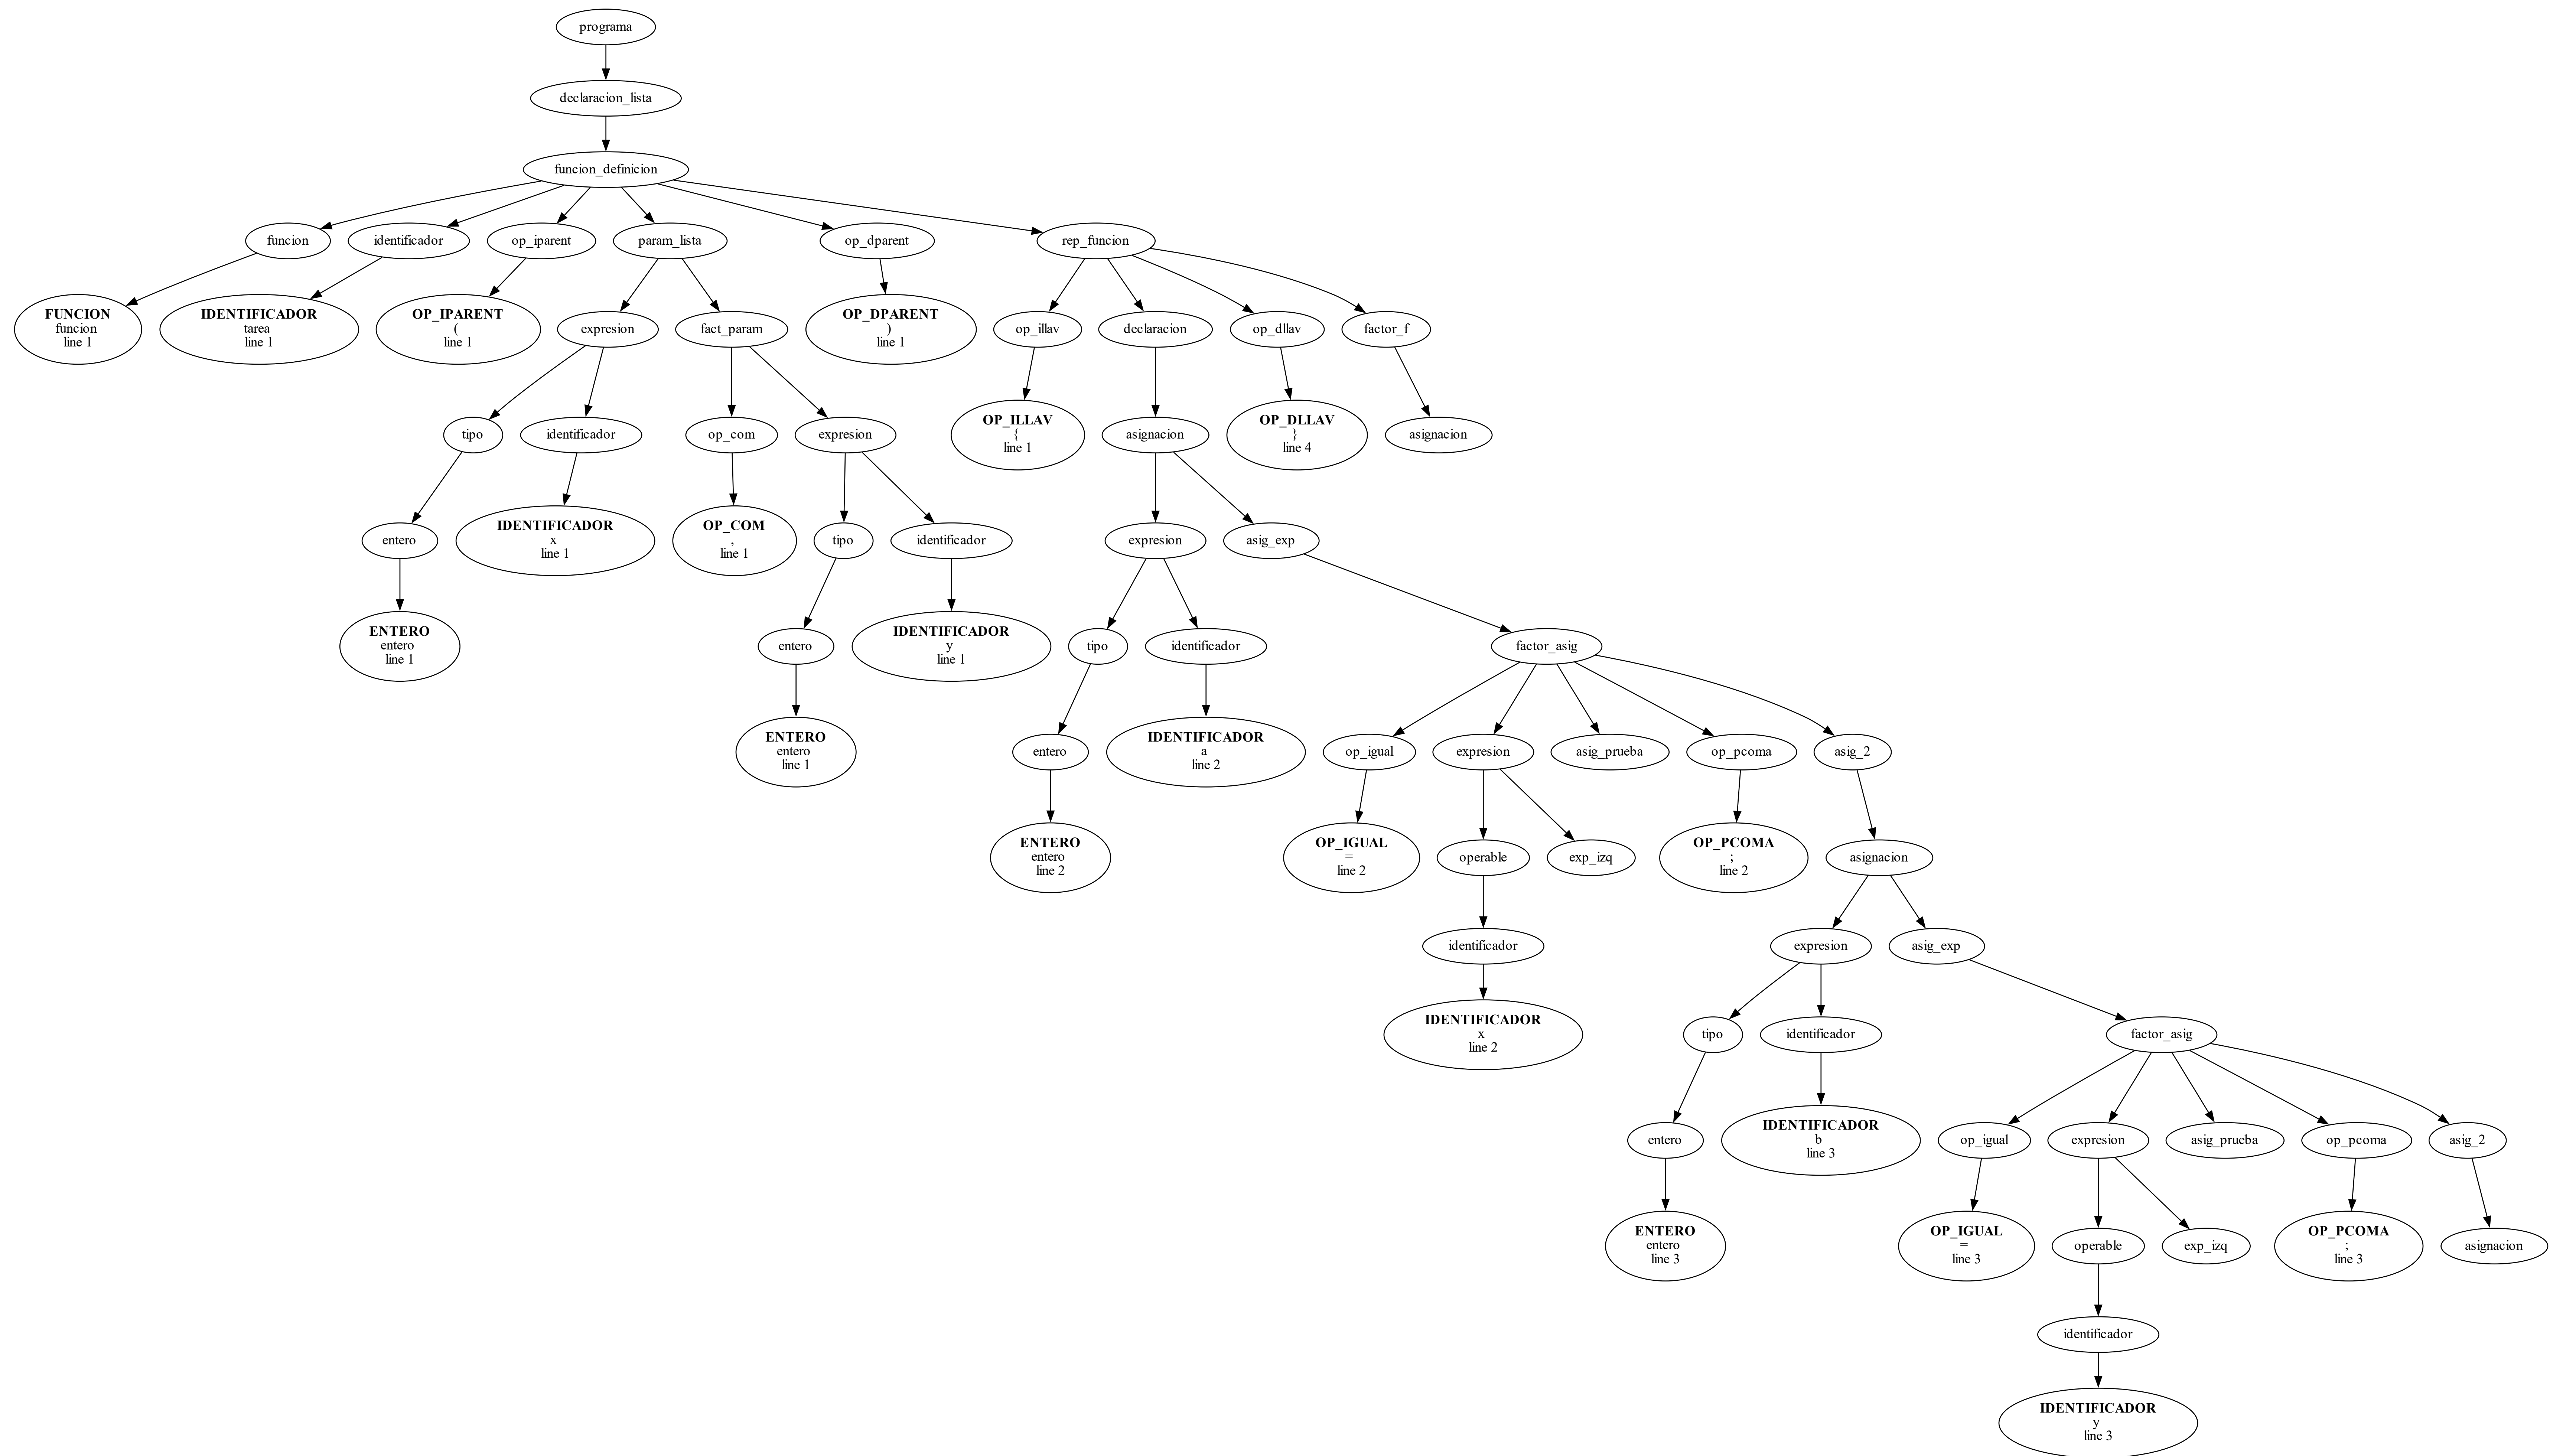 programa
declaracion_lista
funcion_definicion
funcion
identificador
op_iparent
param_lista
op_dparent
rep_funcion
FUNCION
funcion
line 1
IDENTIFICADOR
tarea
line 1
OP_IPARENT
(
line 1
expresion
fact_param
OP_DPARENT
)
line 1
op_illav
declaracion
op_dllav
factor_f
tipo
identificador
op_com
expresion
OP_ILLAV
{
line 1
asignacion
OP_DLLAV
}
line 4
asignacion
entero
IDENTIFICADOR
x
line 1
OP_COM
,
line 1
tipo
identificador
expresion
asig_exp
ENTERO
entero
line 1
entero
IDENTIFICADOR
y
line 1
tipo
identificador
factor_asig
ENTERO
entero
line 1
entero
IDENTIFICADOR
a
line 2
op_igual
expresion
asig_prueba
op_pcoma
asig_2
ENTERO
entero
line 2
OP_IGUAL
=
line 2
operable
exp_izq
OP_PCOMA
;
line 2
asignacion
identificador
expresion
asig_exp
IDENTIFICADOR
x
line 2
tipo
identificador
factor_asig
entero
IDENTIFICADOR
b
line 3
op_igual
expresion
asig_prueba
op_pcoma
asig_2
ENTERO
entero
line 3
OP_IGUAL
=
line 3
operable
exp_izq
OP_PCOMA
;
line 3
asignacion
identificador
IDENTIFICADOR
y
line 3